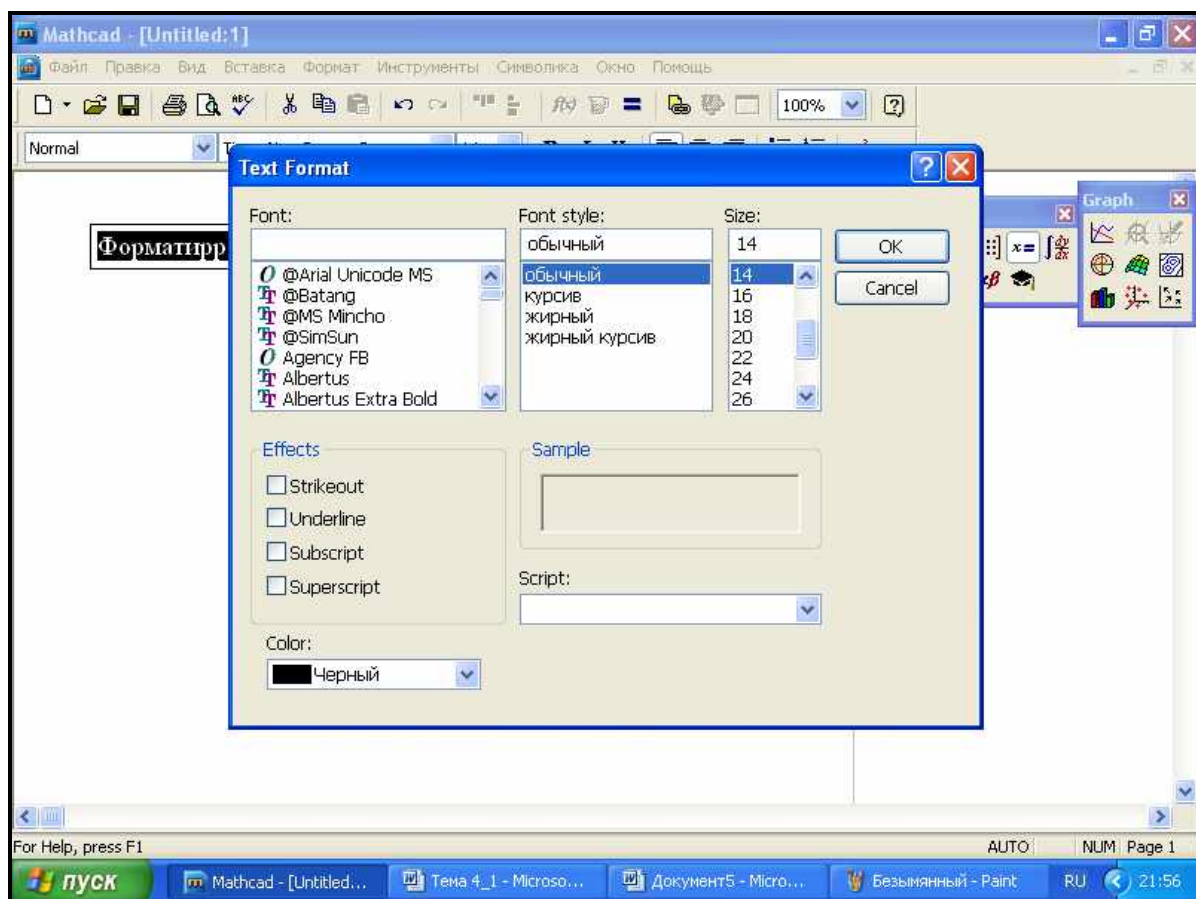 Mathcad - [Untitled:1]
Файл Правка Вид Вставка Формат Инструменты Символика Окно Помощь
100%
Normal
Text Format
Graph
Форматирр
Font:
Font style:
обычный
Size:
14
OK
Cancel
@Arial Unicode MS
@Batang
@MS Mincho
@SimSun
Agency FB
Albertus
Albertus Extra Bold
обычный
курсив
жирный
жирный курсив
14
16
18
20
22
24
26
Effects
Strikeout
Underline
Subscript
Superscript
Sample
Script:
Color:
Черный
For Help, press F1
AUTO NUM Page 1
пуск Mathcad - [Untitled... Тема 4_1 - Microso... Документ5 - Micro... Безымянный - Paint RU 21:56